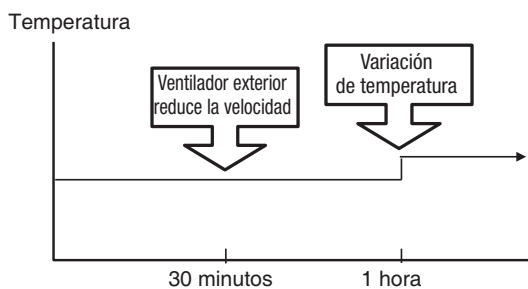 Temperatura
Ventilador exterior
reduce la velocidad
Variación
de temperatura
30 minutos
1 hora